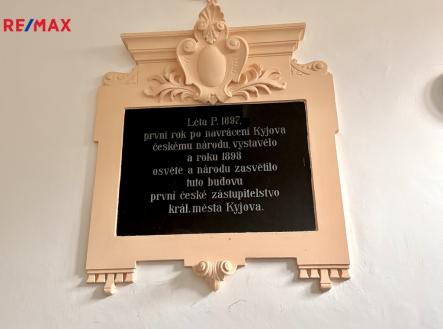 RE/MAX
Léta P. 1897,
první rok po navrácení Kyjova
českému národu, vystavělo
a roku 1898
osvětě a národu zasvětilo
tuto budovu
první české zástupitelstvo
král. města Kyjova.